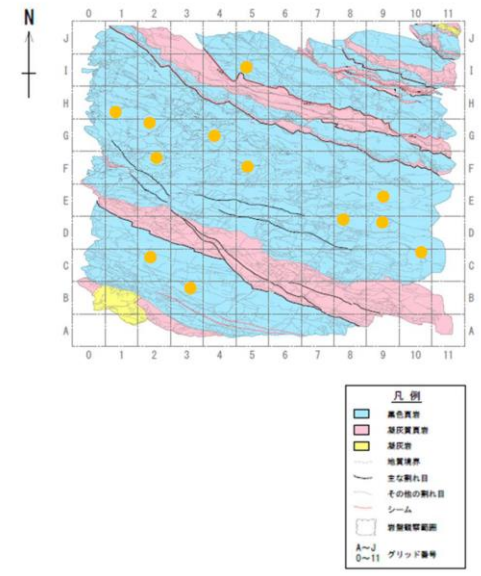 N
0 1 2 3 4 5 6 7 8 9 10 11
J J
I I
H H
G G
F F
E E
D D
C C
B B
A A
0 1 2 3 4 5 6 7 8 9 10 11
凡 例
黒色頁岩
凝灰質頁岩
凝灰岩
地質境界
主な割れ目
その他の割れ目
シーム
岩盤観察範囲
A～J
0～11 グリッド番号